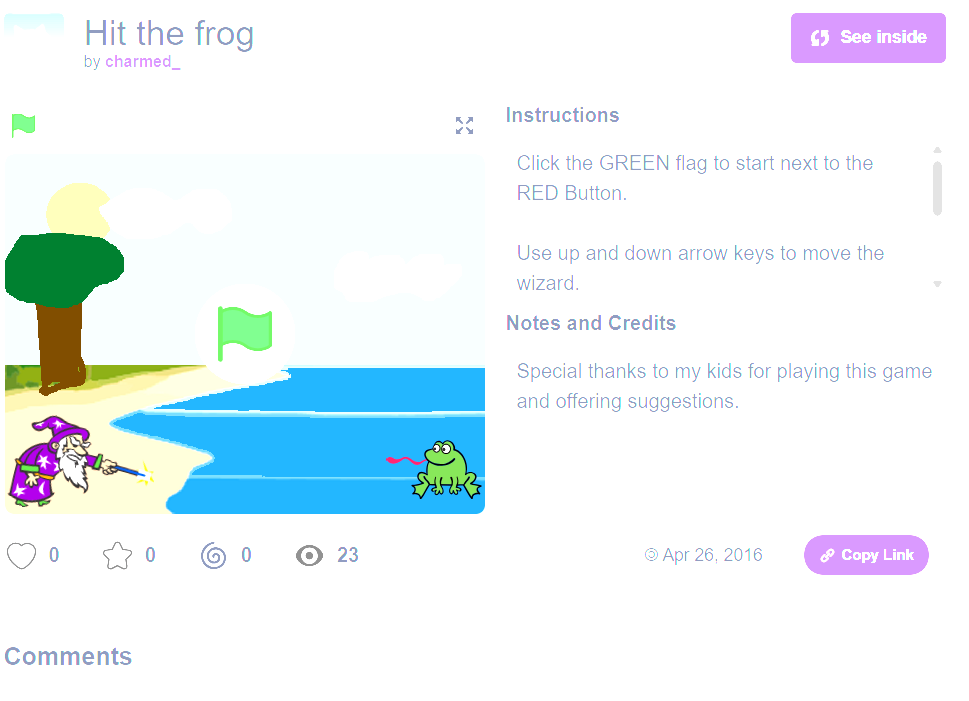 Hit the frog
by charmed_
See inside
Instructions
Click the GREEN flag to start next to the
RED Button.
Use up and down arrow keys to move the
wizard.
Notes and Credits
Special thanks to my kids for playing this game
and offering suggestions.
0
0
0
23
© Apr 26, 2016
Copy Link
Comments